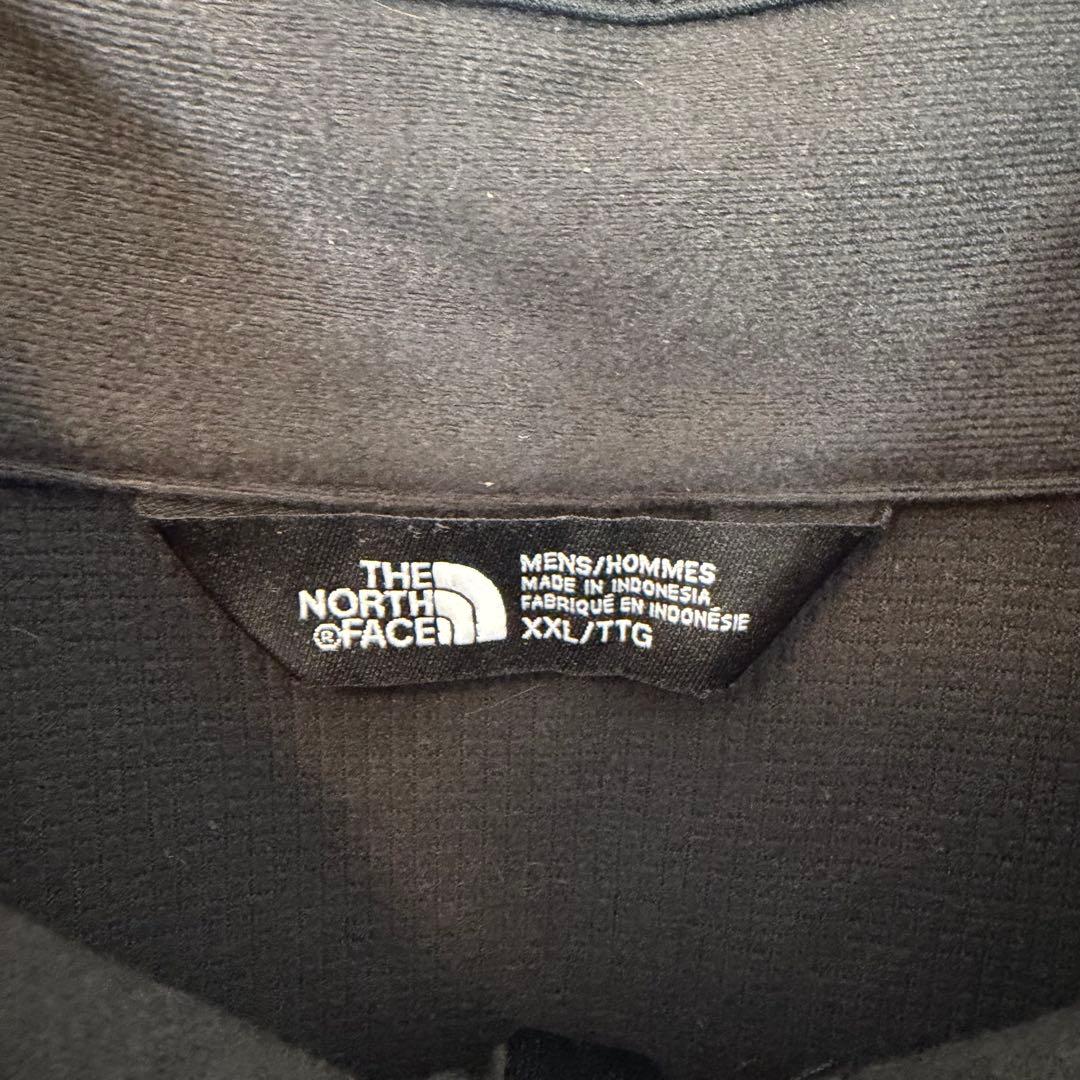 THE
NORTH
®FACE
MENS/HOMMES
MADE IN INDONESIA
FABRIQUÉ EN INDONÉSIE
XXL/TTG